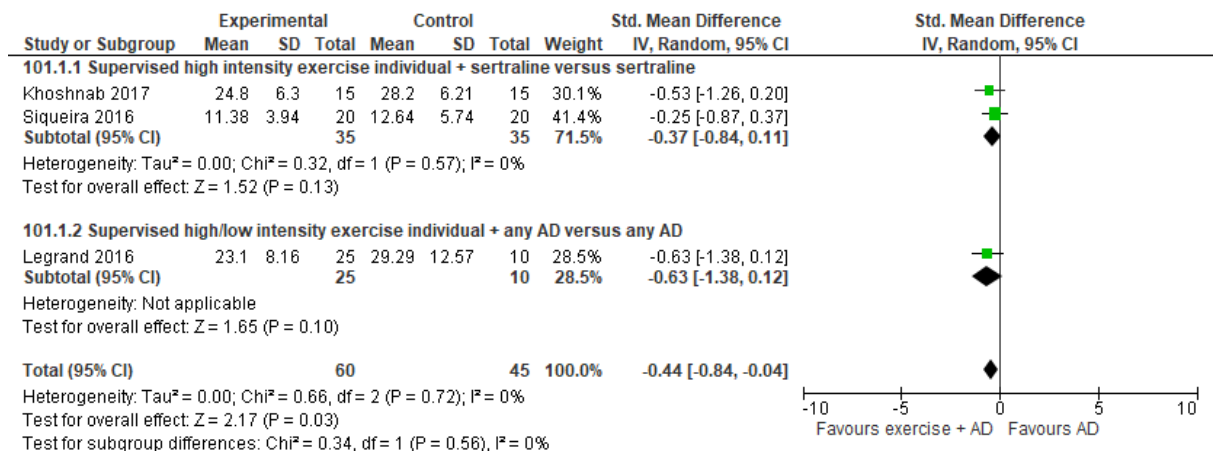 Experimental Control Std. Mean Difference Std. Mean Difference
Study or Subgroup Mean SD Total Mean SD Total Weight IV, Random, 95% CI IV, Random, 95% CI
101.1.1 Supervised high intensity exercise individual + sertraline versus sertraline
Khoshnab 2017 24.8 6.3 15 28.2 6.21 15 30.1% -0.53 [-1.26, 0.20]
Siqueira 2016 11.38 3.94 20 12.64 5.74 20 41.4% -0.25 [-0.87, 0.37]
Subtotal (95% CI) 35 35 71.5% -0.37 [-0.84, 0.11]
Heterogeneity: Tau² = 0.00; Chi² = 0.32, df = 1 (P = 0.57); I² = 0%
Test for overall effect: Z = 1.52 (P = 0.13)
101.1.2 Supervised high/low intensity exercise individual + any AD versus any AD
Legrand 2016 23.1 8.16 25 29.29 12.57 10 28.5% -0.63 [-1.38, 0.12]
Subtotal (95% CI) 25 10 28.5% -0.63 [-1.38, 0.12]
Heterogeneity: Not applicable
Test for overall effect: Z = 1.65 (P = 0.10)
Total (95% CI) 60 45 100.0% -0.44 [-0.84, -0.04]
Heterogeneity: Tau² = 0.00; Chi² = 0.66, df = 2 (P = 0.72); I² = 0%
Test for overall effect: Z = 2.17 (P = 0.03)
Test for subgroup differences: Chi² = 0.34, df = 1 (P = 0.56), I² = 0%
-10 -5 0 5 10
Favours exercise + AD Favours AD